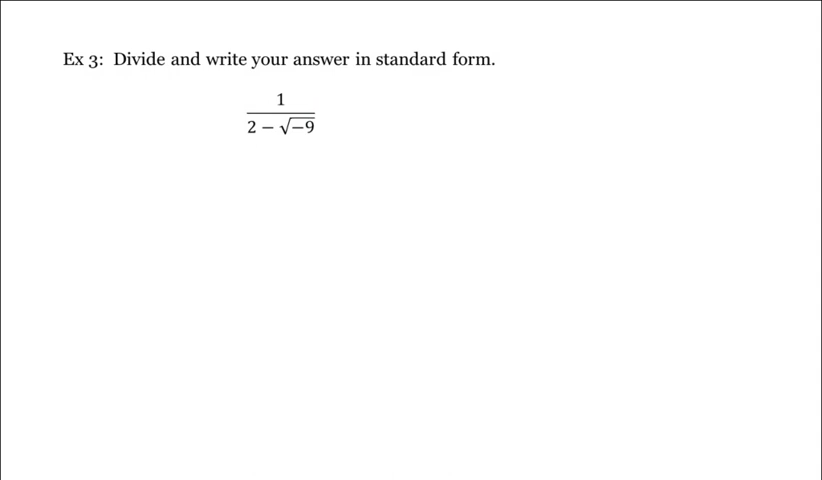 Ex 3: Divide and write your answer in standard form.
1
2 − √−9